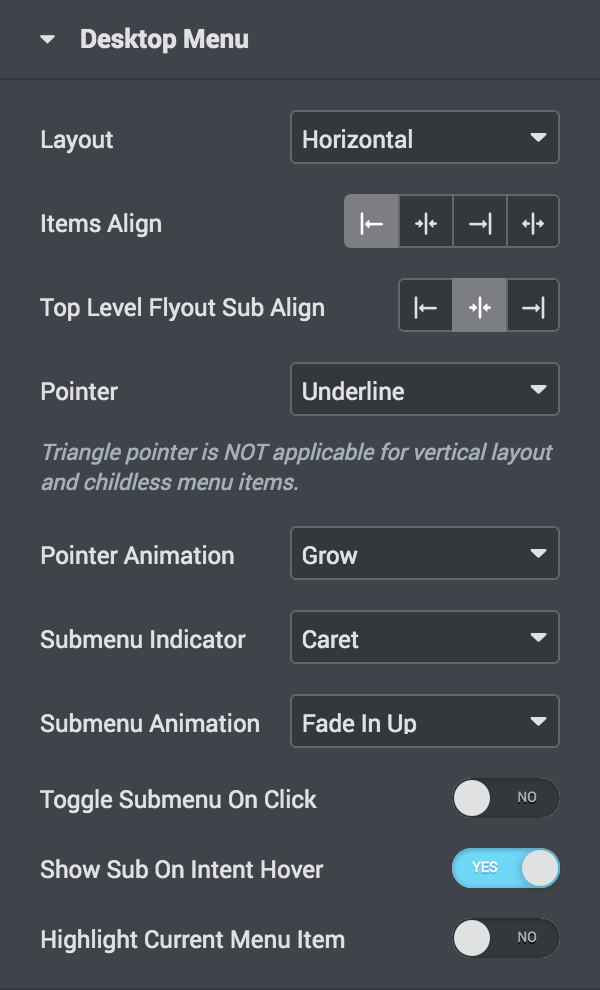 Desktop Menu
Layout Horizontal
Items Align
Top Level Flyout Sub Align
Pointer Underline
Triangle pointer is NOT applicable for vertical layout
and childless menu items.
Pointer Animation Grow
Submenu Indicator Caret
Submenu Animation Fade In Up
Toggle Submenu On Click NO
Show Sub On Intent Hover YES
Highlight Current Menu Item NO